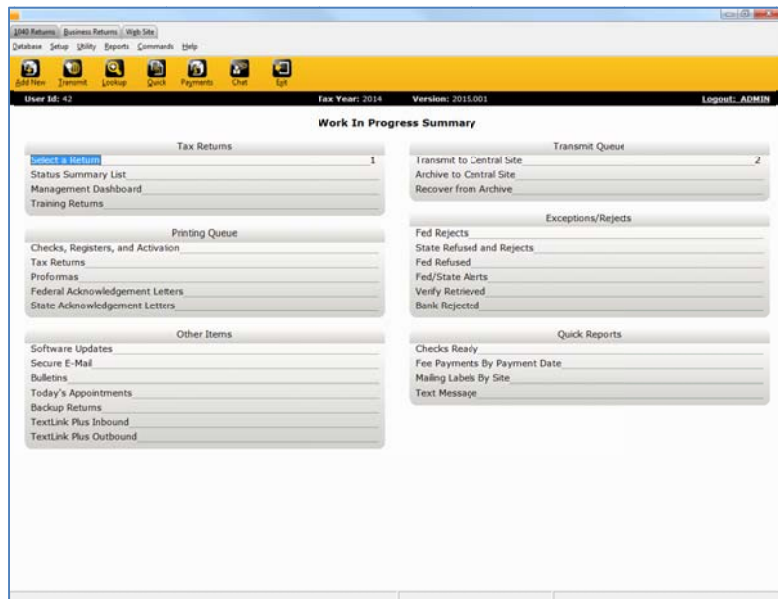 1040 Returns Business Returns Web Site
Database Setup Utility Reports Commands Help
Add New Transmit Lookup Quick Payments Chat Exit
User Id: 42 Tax Year: 2014 Version: 2015.001 Logout: ADMIN
Work In Progress Summary
Tax Returns
Select a Return 1
Status Summary List
Management Dashboard
Training Returns
Printing Queue
Checks, Registers, and Activation
Tax Returns
Proformas
Federal Acknowledgement Letters
State Acknowledgement Letters
Other Items
Software Updates
Secure E-Mail
Bulletins
Today's Appointments
Backup Returns
TextLink Plus Inbound
TextLink Plus Outbound
Transmit Queue
Transmit to Central Site 2
Archive to Central Site
Recover from Archive
Exceptions/Rejects
Fed Rejects
State Refused and Rejects
Fed Refused
Fed/State Alerts
Verify Retrieved
Bank Rejected
Quick Reports
Checks Ready
Fee Payments By Payment Date
Mailing Labels By Site
Text Message